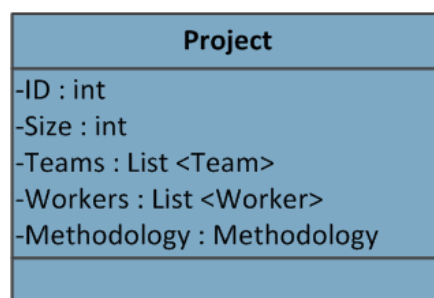 Project
-ID : int
-Size : int
-Teams : List <Team>
-Workers : List <Worker>
-Methodology : Methodology